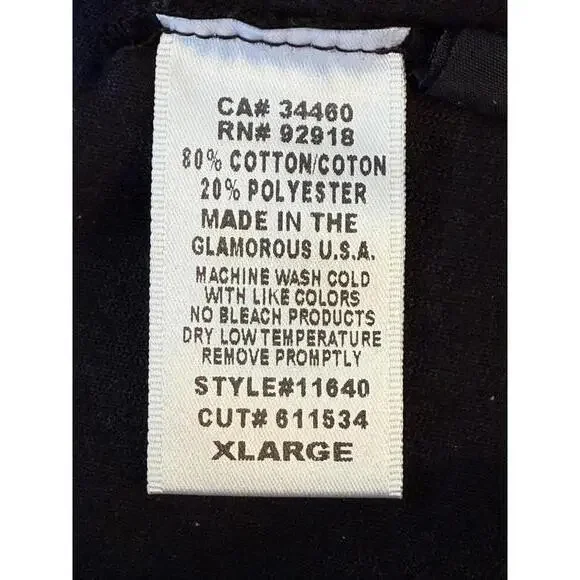 CA# 34460
RN# 92918
80% COTTON/COTON
20% POLYESTER
MADE IN THE
GLAMOROUS U.S.A.
MACHINE WASH COLD
WITH LIKE COLORS
NO BLEACH PRODUCTS
DRY LOW TEMPERATURE
REMOVE PROMPTLY
STYLE#11640
CUT# 611534
XLARGE